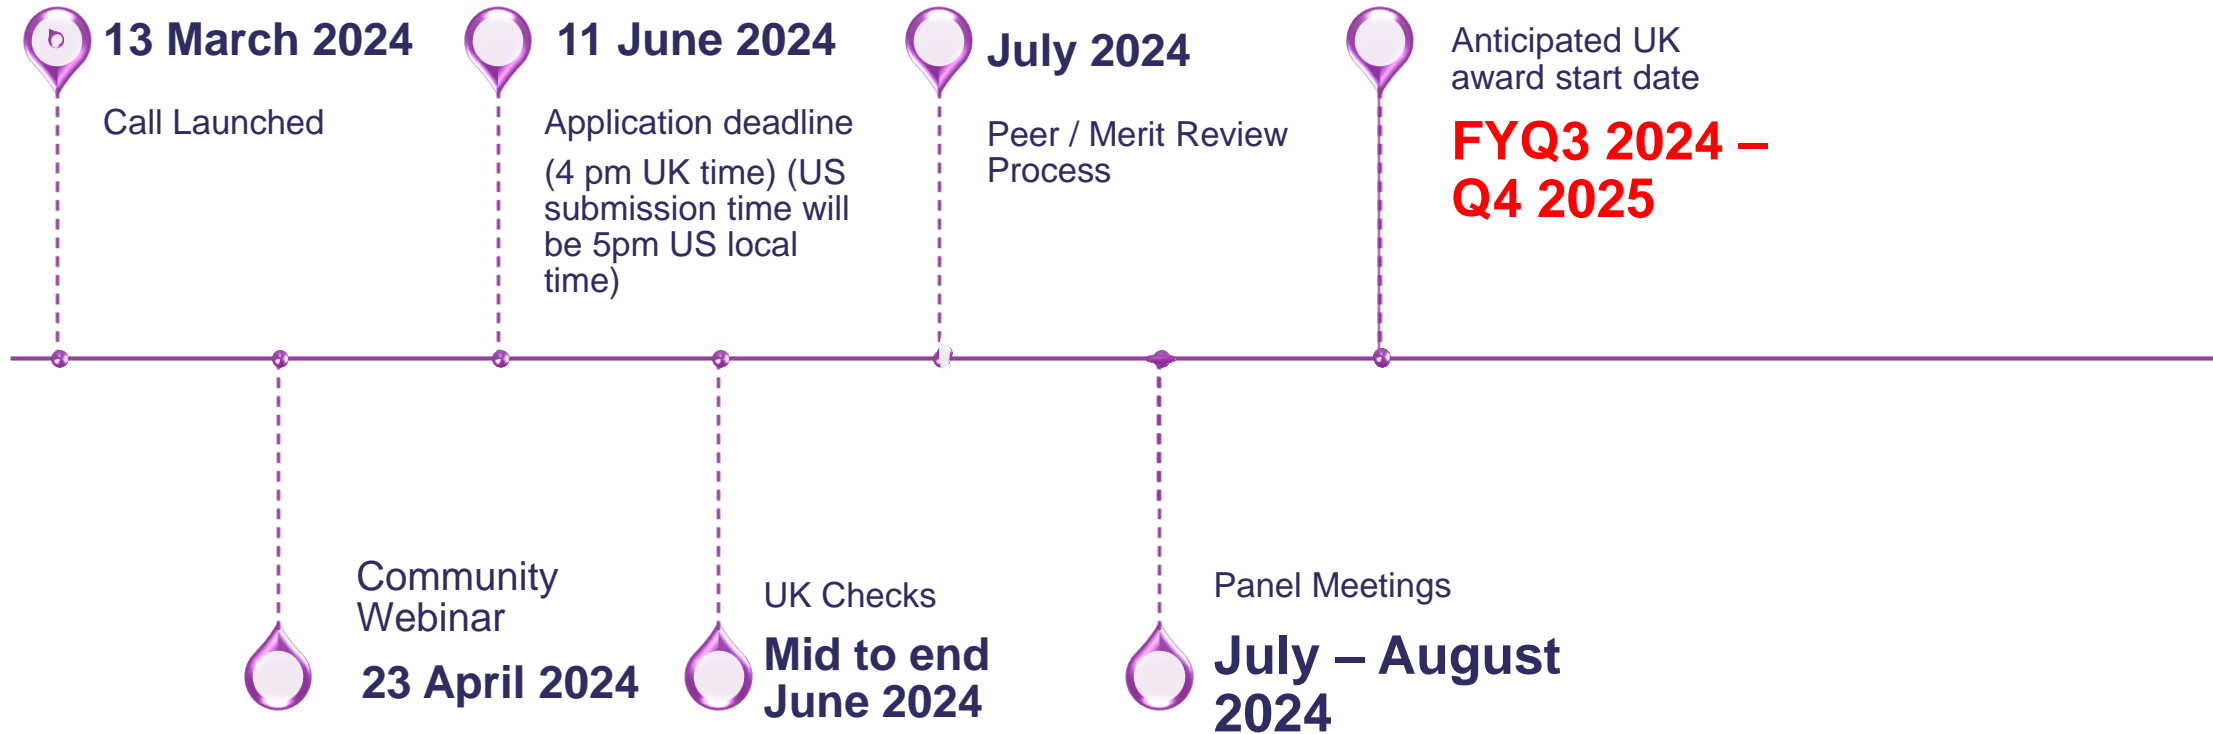 13 March 2024
Call Launched
11 June 2024
Application deadline
(4 pm UK time) (US
submission time will
be 5pm US local
time)
July 2024
Peer / Merit Review
Process
Anticipated UK
award start date
FYQ3 2024 –
Q4 2025
Community
Webinar
23 April 2024
UK Checks
Mid to end
June 2024
Panel Meetings
July – August
2024